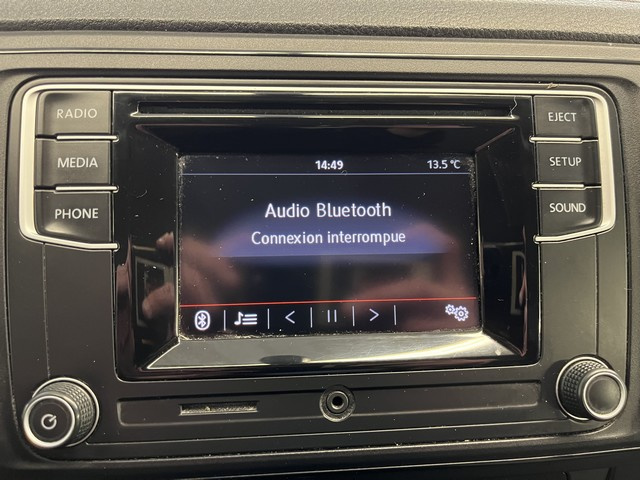 RADIO
MEDIA
PHONE
14:49
13.5 °C
Audio Bluetooth
Connexion interrompue
EJECT
SETUP
SOUND